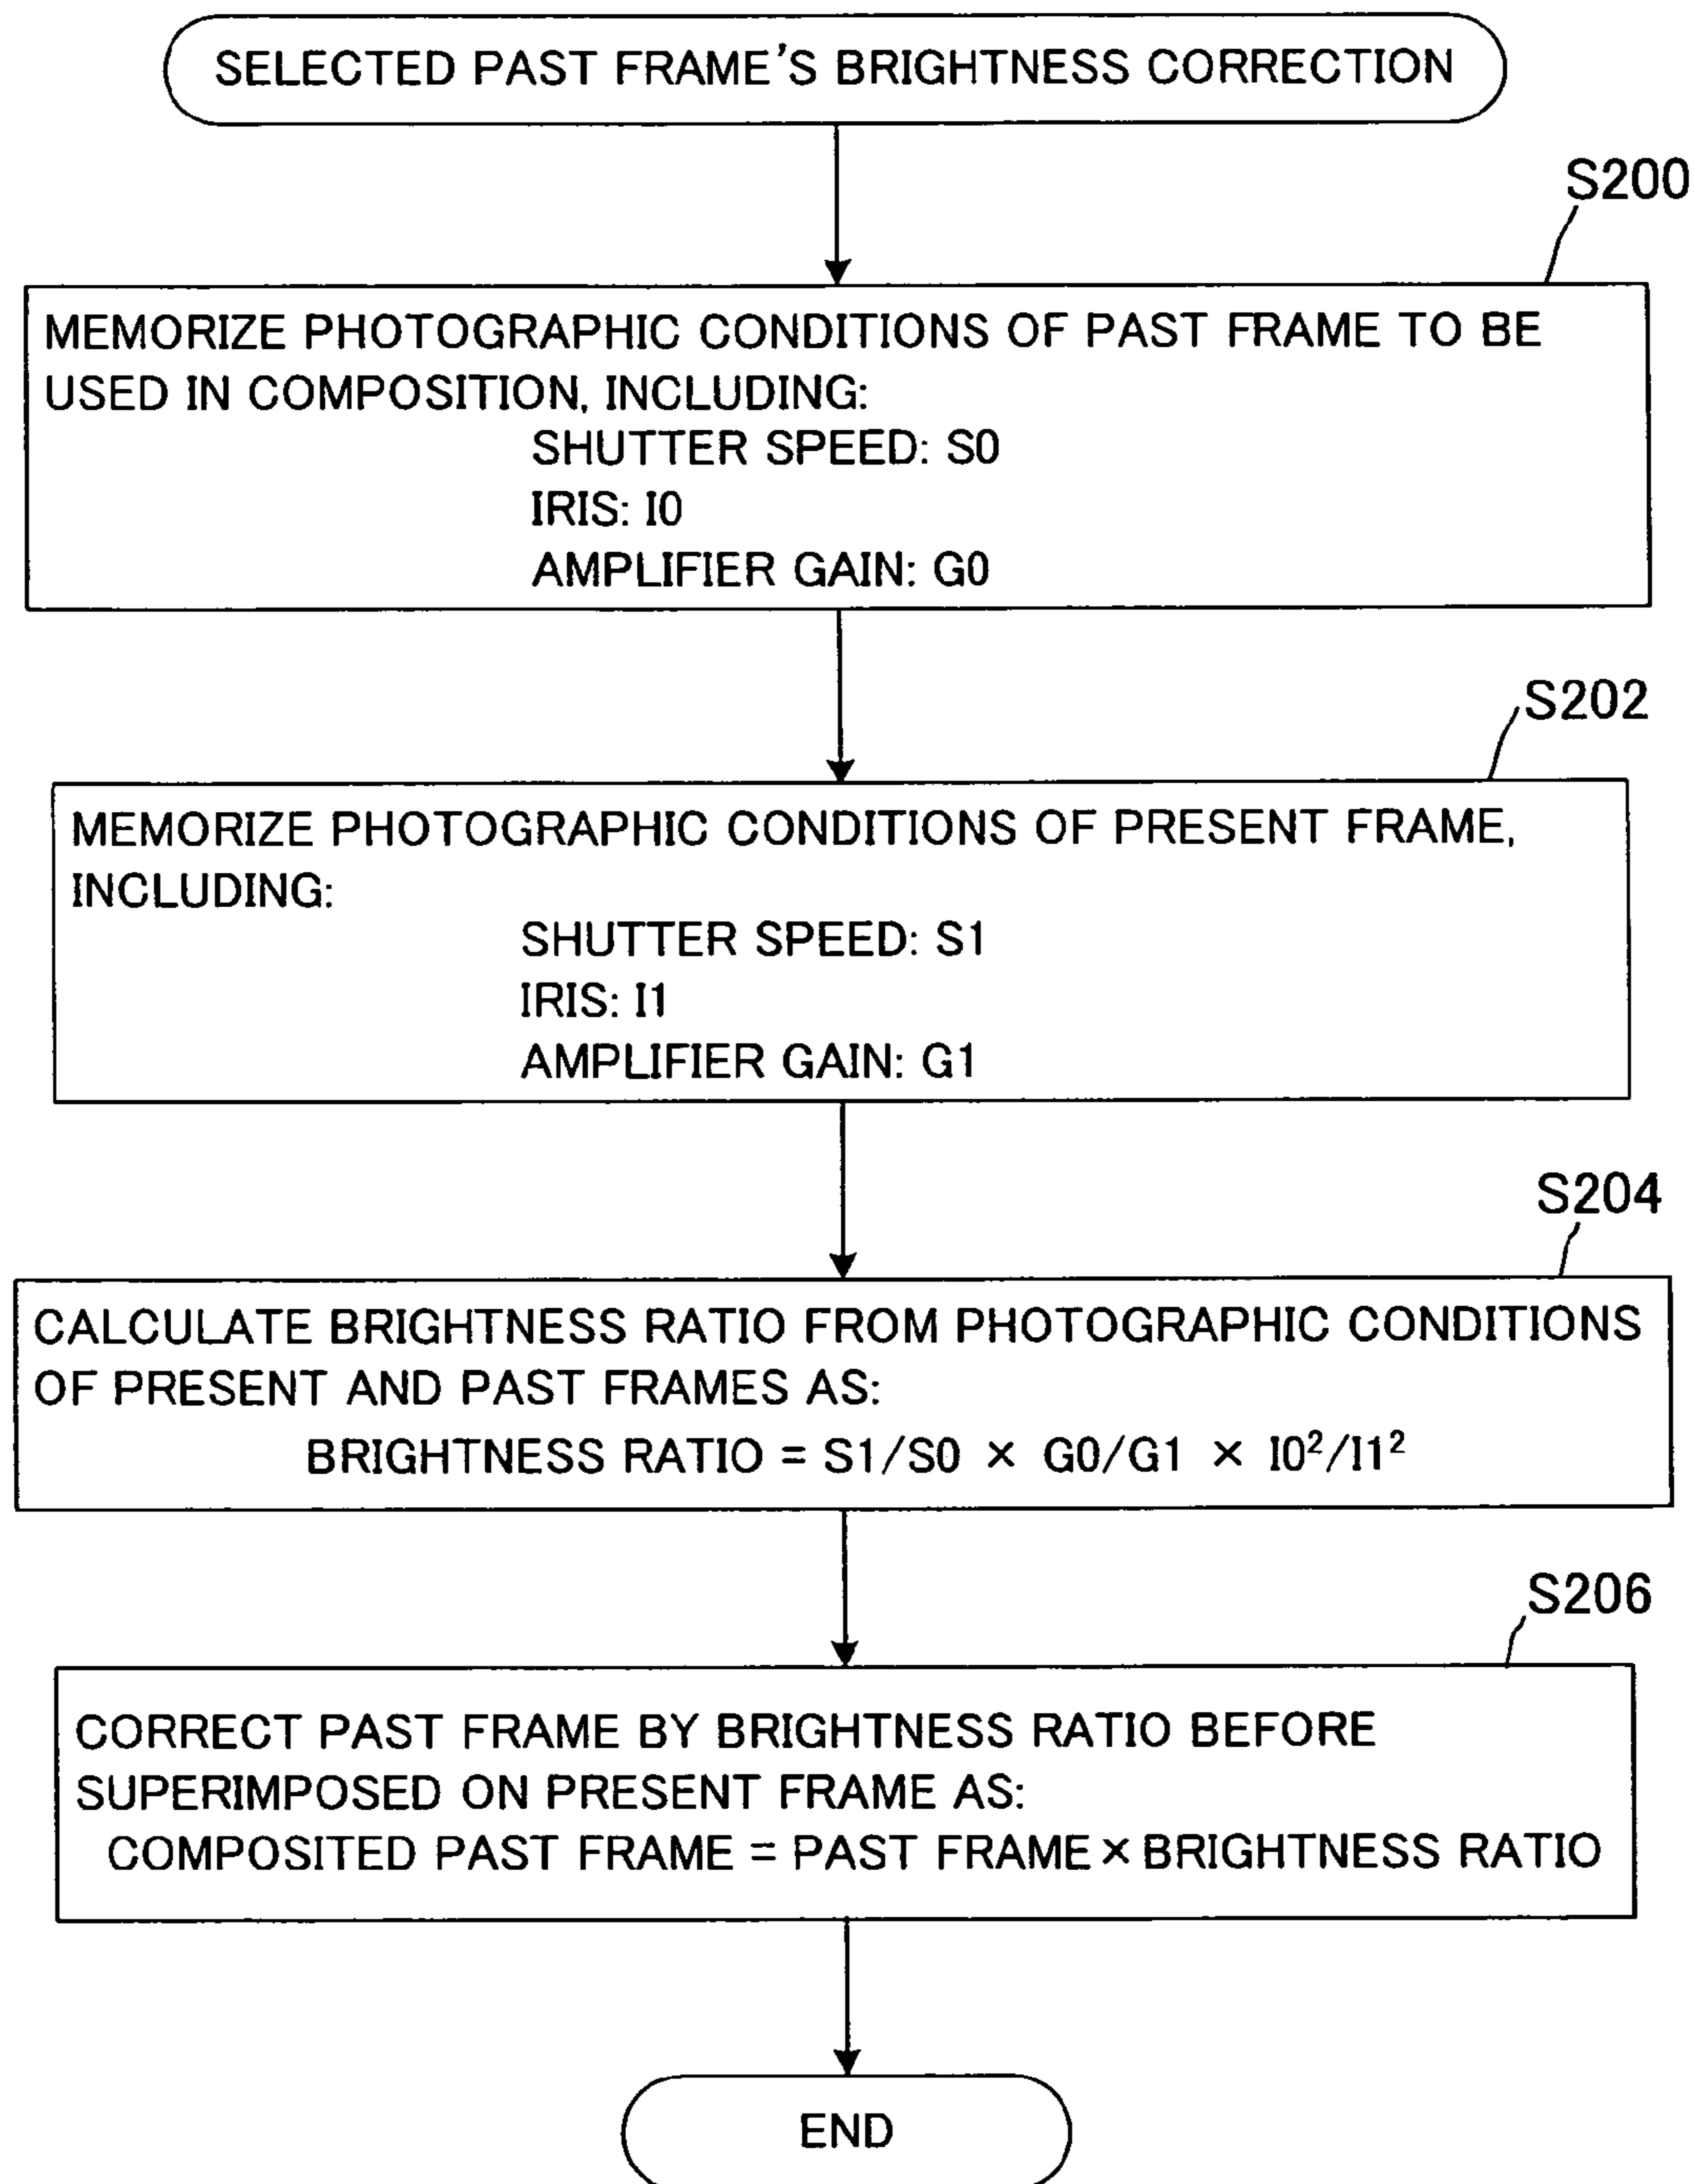 SELECTED PAST FRAME'S BRIGHTNESS CORRECTION
S200
MEMORIZE PHOTOGRAPHIC CONDITIONS OF PAST FRAME TO BE
USED IN COMPOSITION, INCLUDING:
SHUTTER SPEED: S0
IRIS: I0
AMPLIFIER GAIN: G0
S202
MEMORIZE PHOTOGRAPHIC CONDITIONS OF PRESENT FRAME,
INCLUDING:
SHUTTER SPEED: S1
IRIS: I1
AMPLIFIER GAIN: G1
S204
CALCULATE BRIGHTNESS RATIO FROM PHOTOGRAPHIC CONDITIONS
OF PRESENT AND PAST FRAMES AS:
BRIGHTNESS RATIO = S1/S0 × G0/G1 × I0²/I1²
S206
CORRECT PAST FRAME BY BRIGHTNESS RATIO BEFORE
SUPERIMPOSED ON PRESENT FRAME AS:
COMPOSITED PAST FRAME = PAST FRAME × BRIGHTNESS RATIO
END